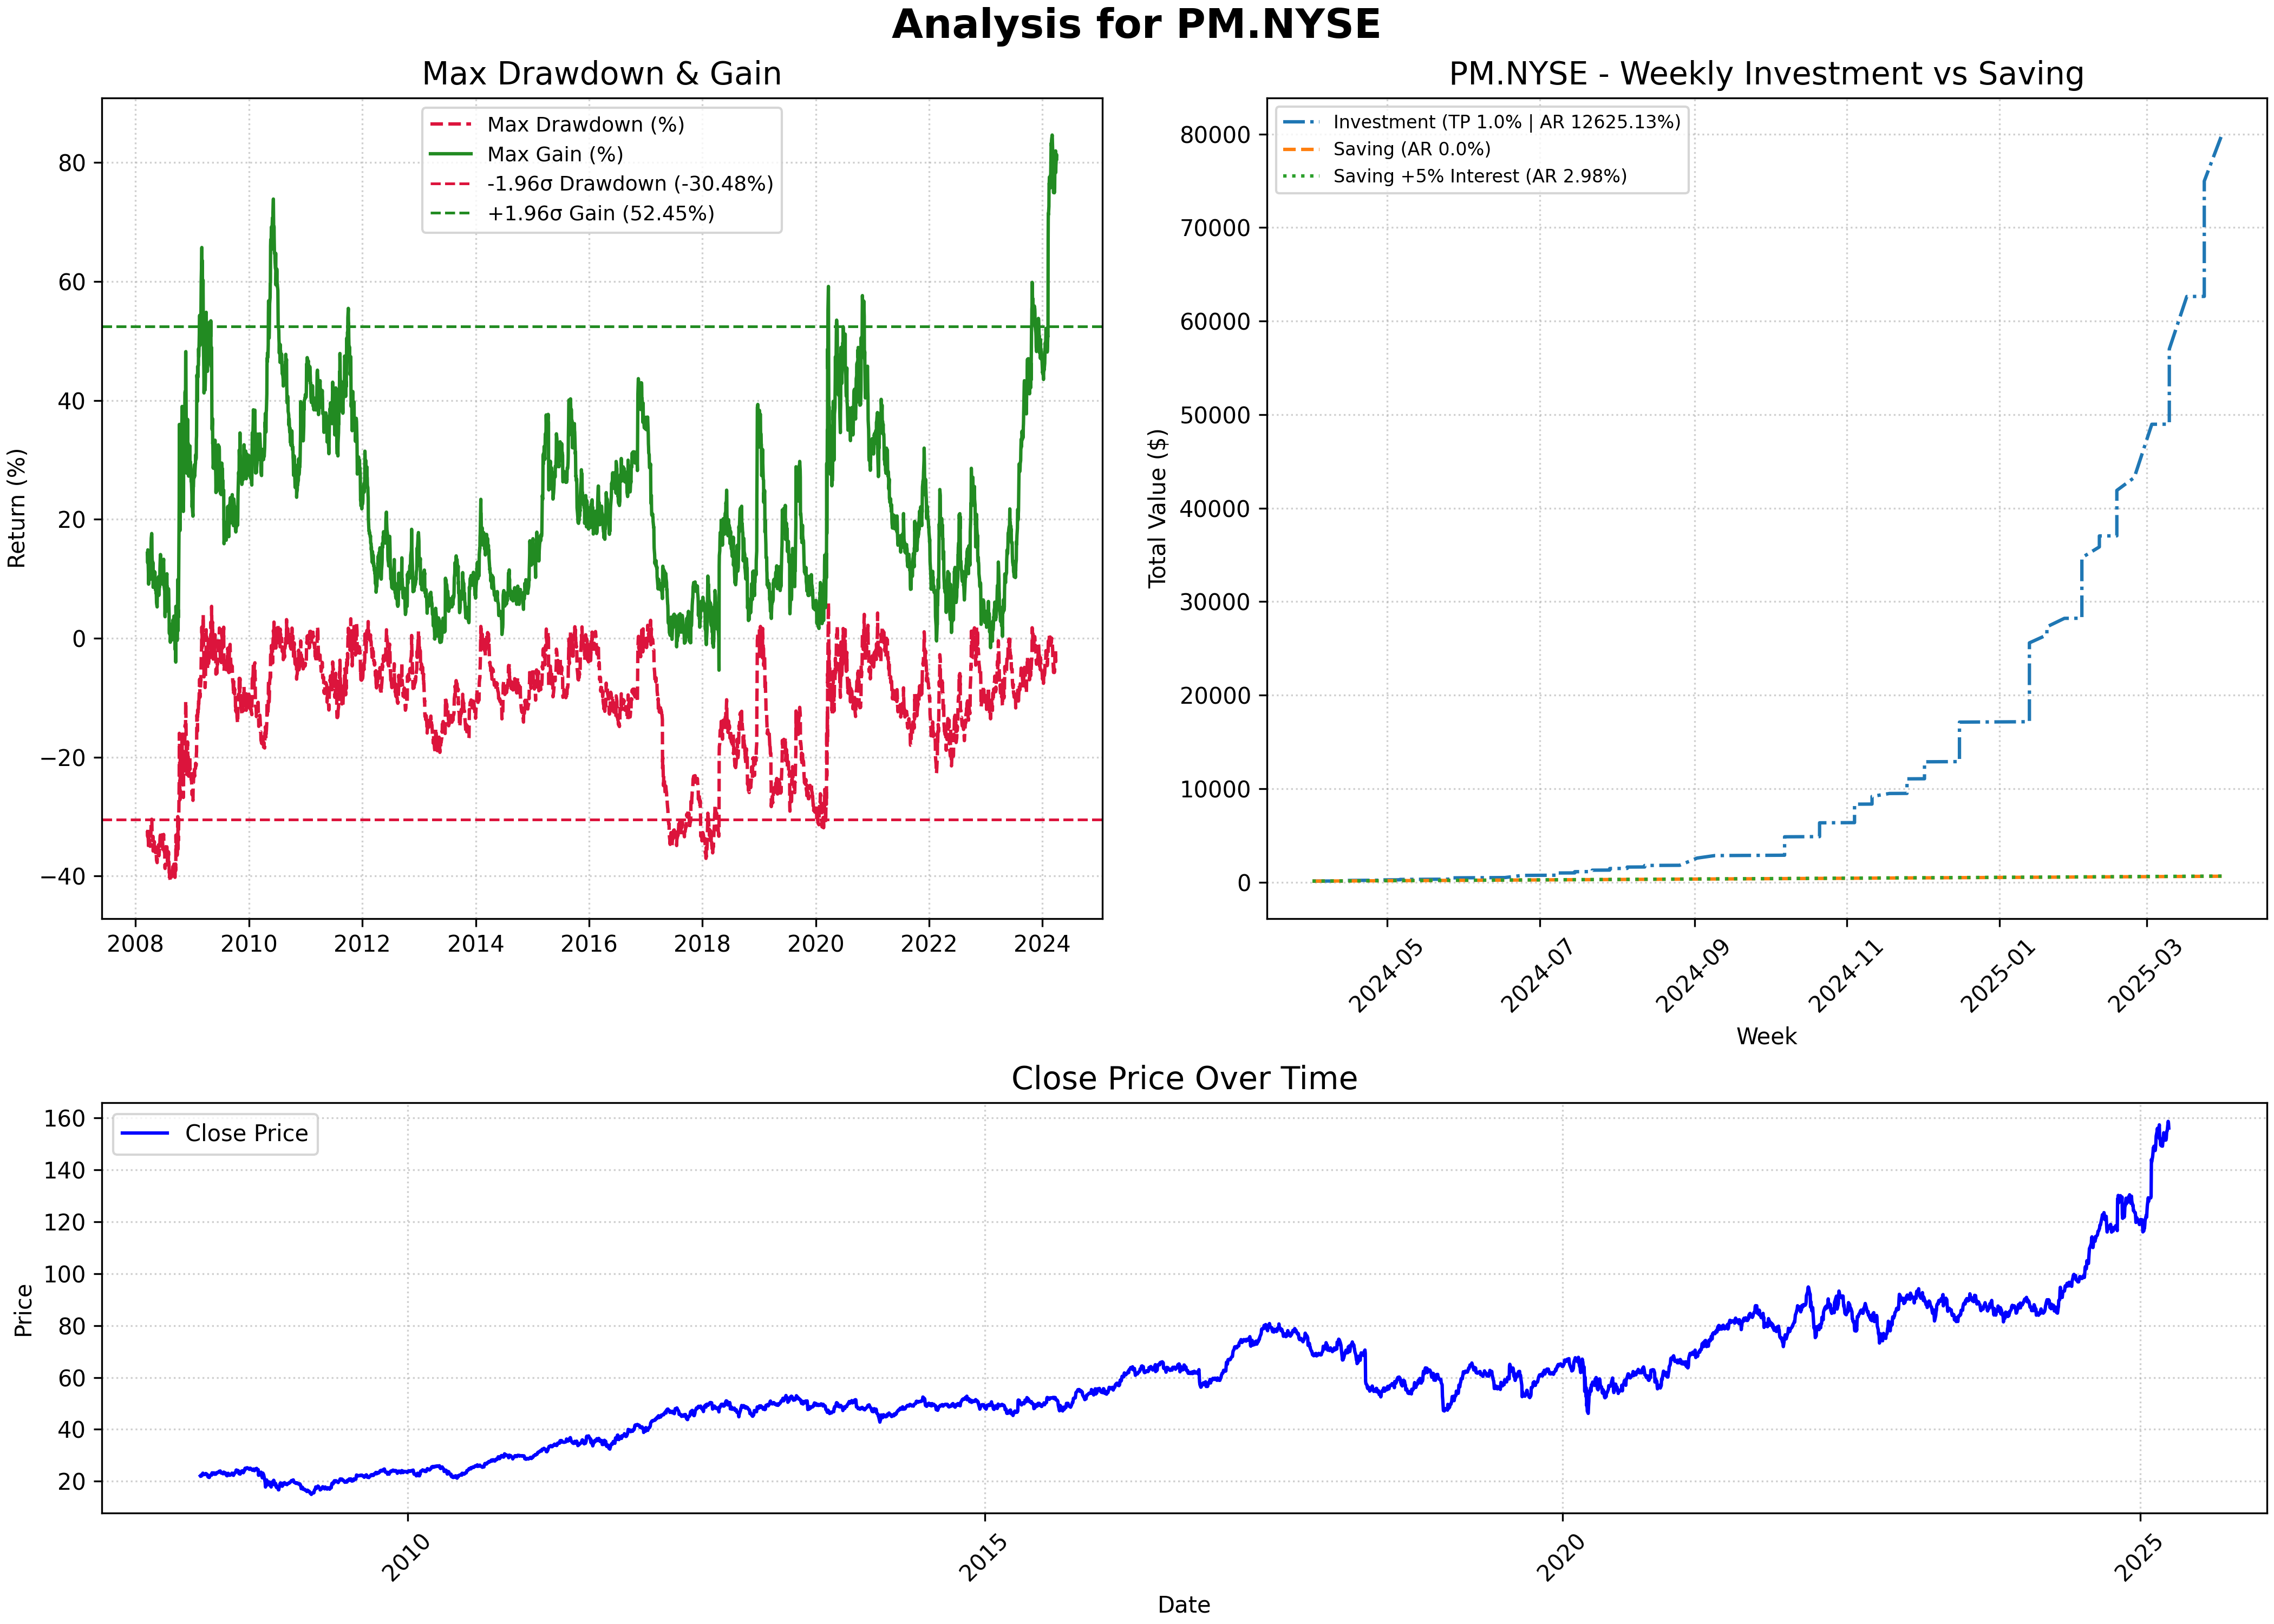 Analysis for PM.NYSE
Max Drawdown & Gain
Max Drawdown (%)
Max Gain (%)
-1.96σ Drawdown (-30.48%)
+1.96σ Gain (52.45%)
Return (%)
80
60
40
20
0
−20
−40
2008 2010 2012 2014 2016 2018 2020 2022 2024
PM.NYSE - Weekly Investment vs Saving
Investment (TP 1.0% | AR 12625.13%)
Saving (AR 0.0%)
Saving +5% Interest (AR 2.98%)
Total Value ($)
80000
70000
60000
50000
40000
30000
20000
10000
0
2024-05 2024-07 2024-09 2024-11 2025-01 2025-03
Week
Close Price Over Time
Close Price
Price
160
140
120
100
80
60
40
20
2010 2015 2020 2025
Date